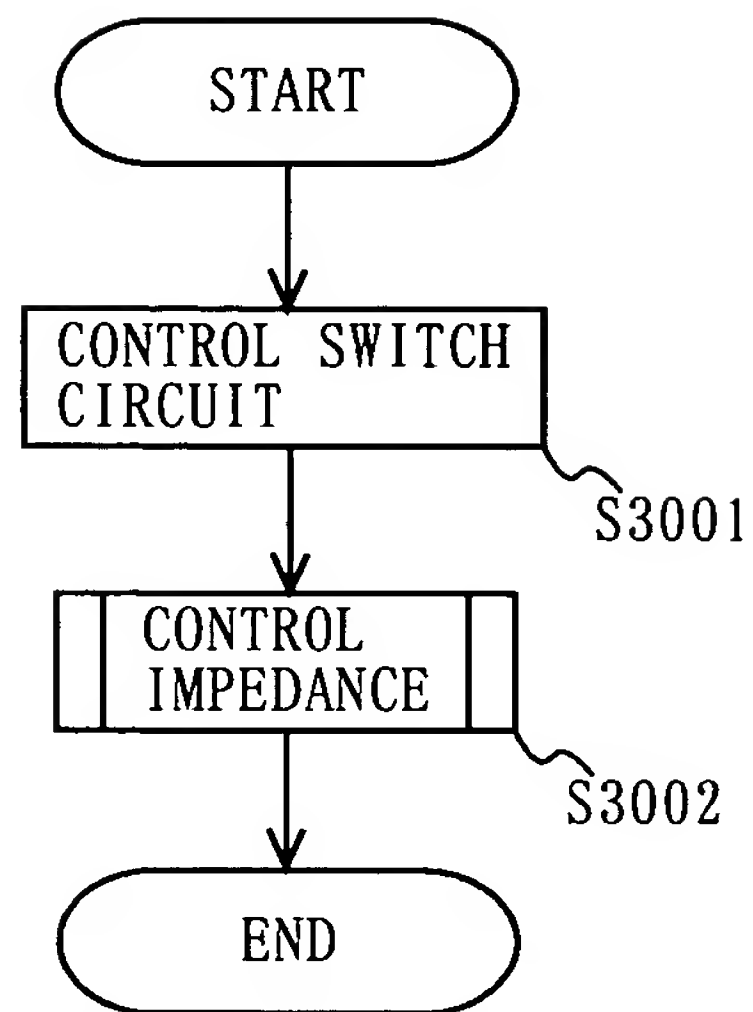 START
CONTROL SWITCH
CIRCUIT
S3001
CONTROL
IMPEDANCE
S3002
END